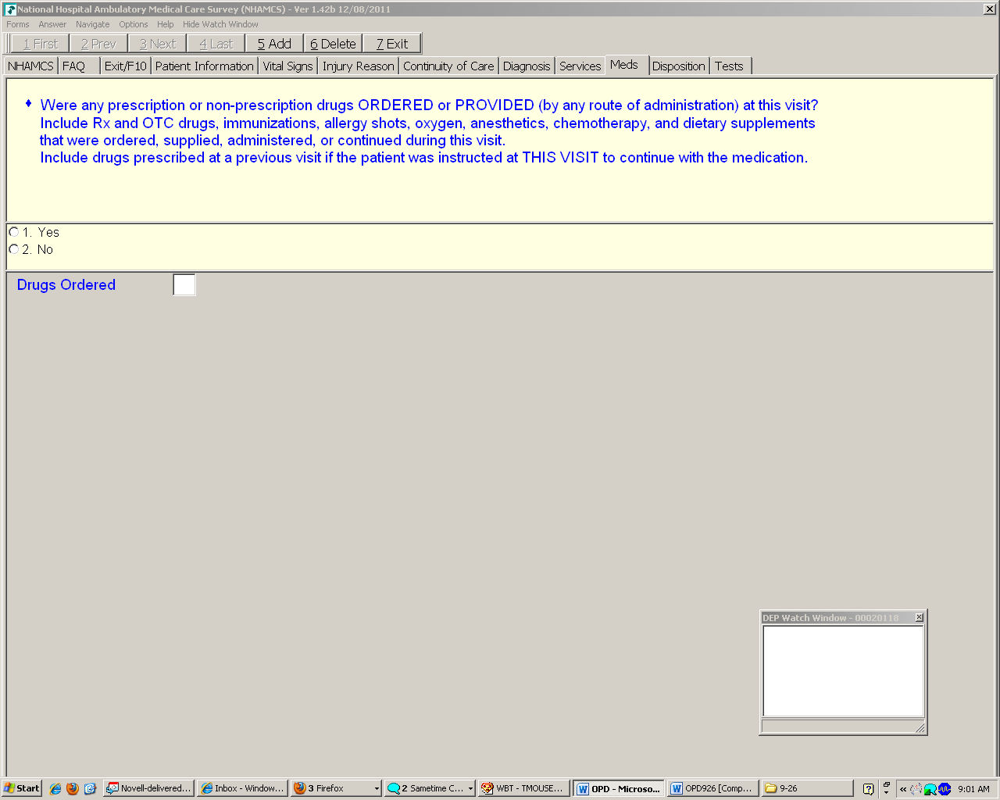 National Hospital Ambulatory Medical Care Survey (NHAMCS) - Ver 1.42b 12/08/2011
Forms Answer Navigate Options Help Hide Watch Window
1 First 2 Prev 3 Next 4 Last 5 Add 6 Delete 7 Exit
NHAMCS FAQ Exit/F10 Patient Information Vital Signs Injury Reason Continuity of Care Diagnosis Services Meds Disposition Tests
♦ Were any prescription or non-prescription drugs ORDERED or PROVIDED (by any route of administration) at this visit?
Include Rx and OTC drugs, immunizations, allergy shots, oxygen, anesthetics, chemotherapy, and dietary supplements
that were ordered, supplied, administered, or continued during this visit.
Include drugs prescribed at a previous visit if the patient was instructed at THIS VISIT to continue with the medication.
1. Yes
2. No
Drugs Ordered
DEP Watch Window - 00020118
Start Novell-delivered... Inbox - Window... 3 Firefox 2 Sametime C... WBT - TMOUSE... OPD - Microso... OPD926 [Comp... 9-26 « 9:01 AM